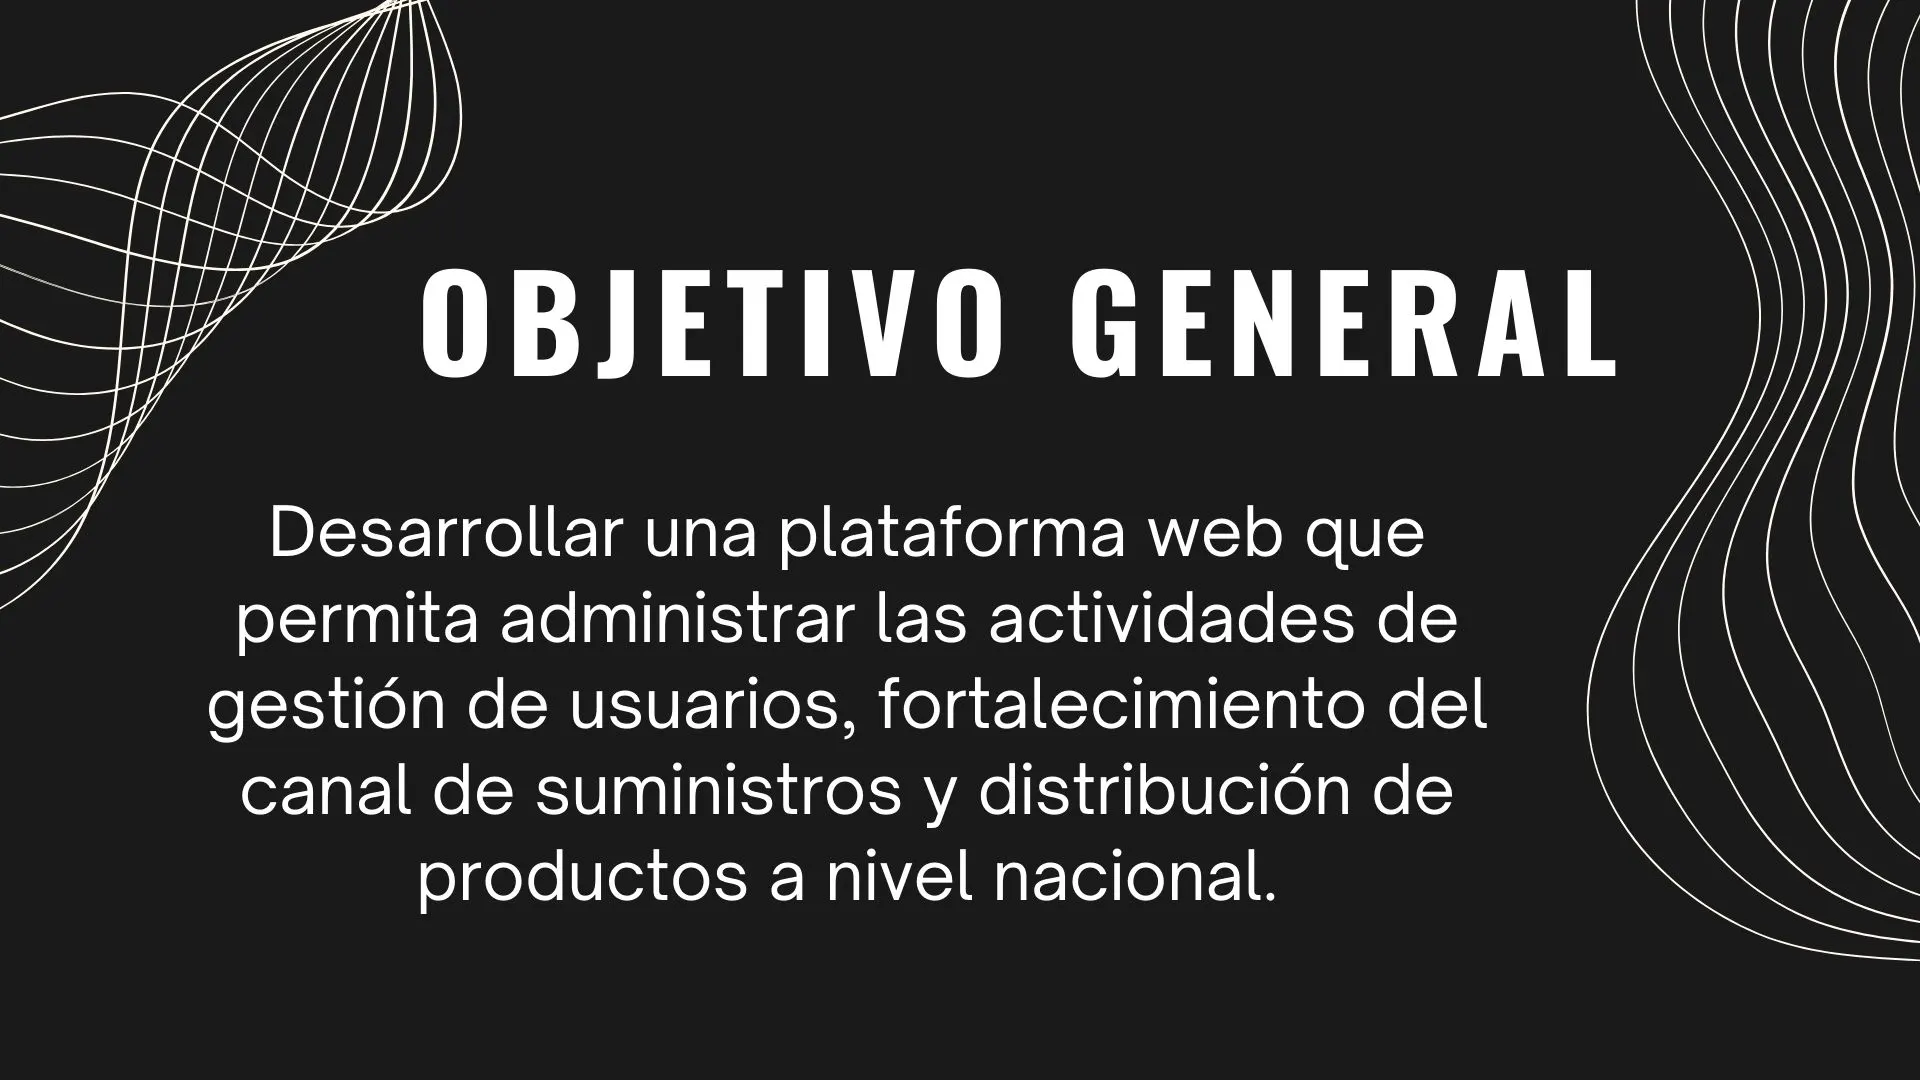 OBJETIVO GENERAL
Desarrollar una plataforma web que
permita administrar las actividades de
gestión de usuarios, fortalecimiento del
canal de suministros y distribución de
productos a nivel nacional.